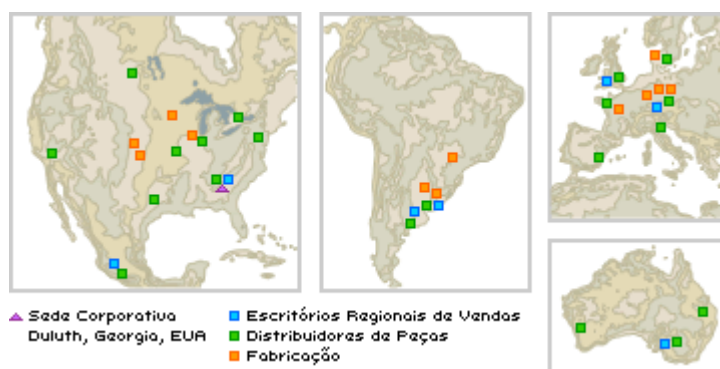 Sede Corporativa
Duluth, Georgia, EUA
Escritórios Regionais de Vendas
Distribuidores de Peças
Fabricação